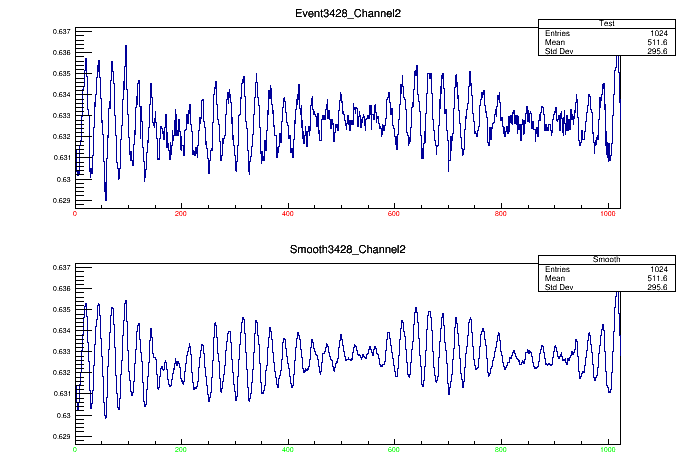 Event3428_Channel2
Test
Entries 1024
Mean 511.6
Std Dev 295.6
0.637
0.636
0.635
0.634
0.633
0.632
0.631
0.63
0.629
0 200 400 600 800 1000
Smooth3428_Channel2
Smooth
Entries 1024
Mean 511.6
Std Dev 295.6
0.637
0.636
0.635
0.634
0.633
0.632
0.631
0.63
0.629
0 200 400 600 800 1000